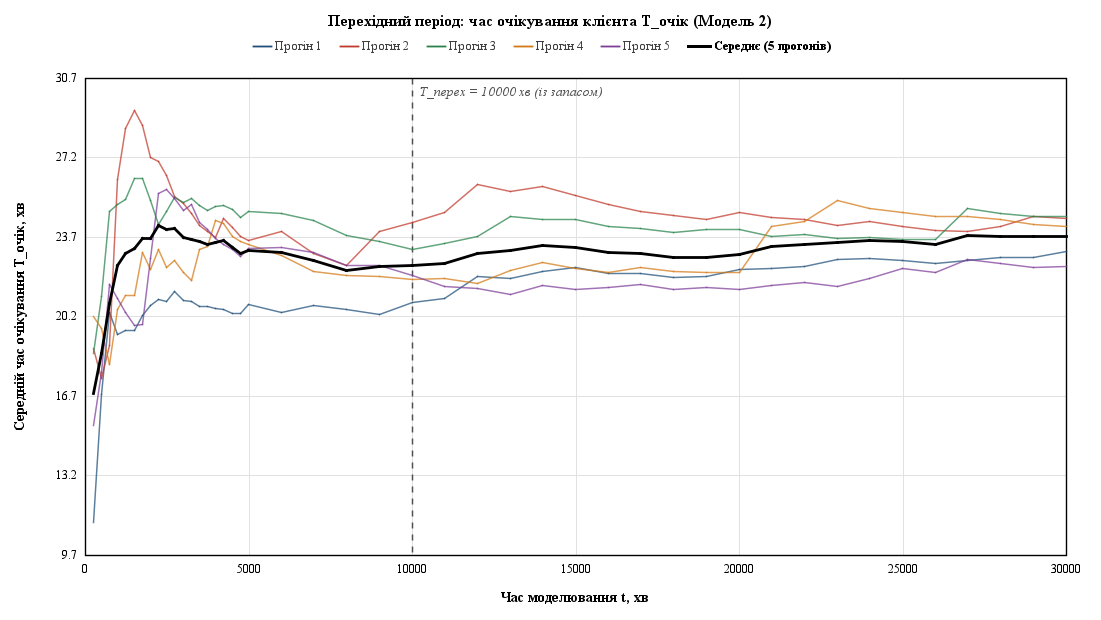 Перехідний період: час очікування клієнта T_очік (Модель 2)
Прогін 1 Прогін 2 Прогін 3 Прогін 4 Прогін 5 Середнє (5 прогонів)
T_перех = 10000 хв (із запасом)
Середній час очікування T_очік, хв
30.7
27.2
23.7
20.2
16.7
13.2
9.7
0 5000 10000 15000 20000 25000 30000
Час моделювання t, хв